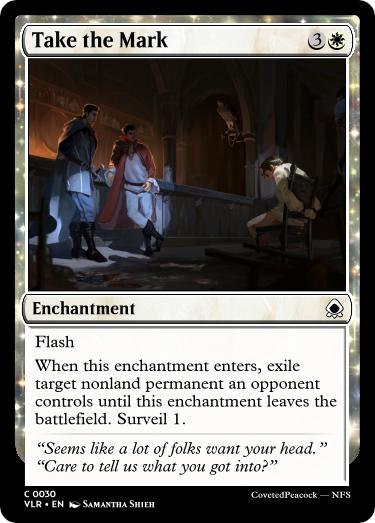 Take the Mark 3
Enchantment
Flash
When this enchantment enters, exile
target nonland permanent an opponent
controls until this enchantment leaves the
battlefield. Surveil 1.
“Seems like a lot of folks want your head.”
“Care to tell us what you got into?”
C 0030
VLR • EN Samantha Shieh
CovetedPeacock — NFS